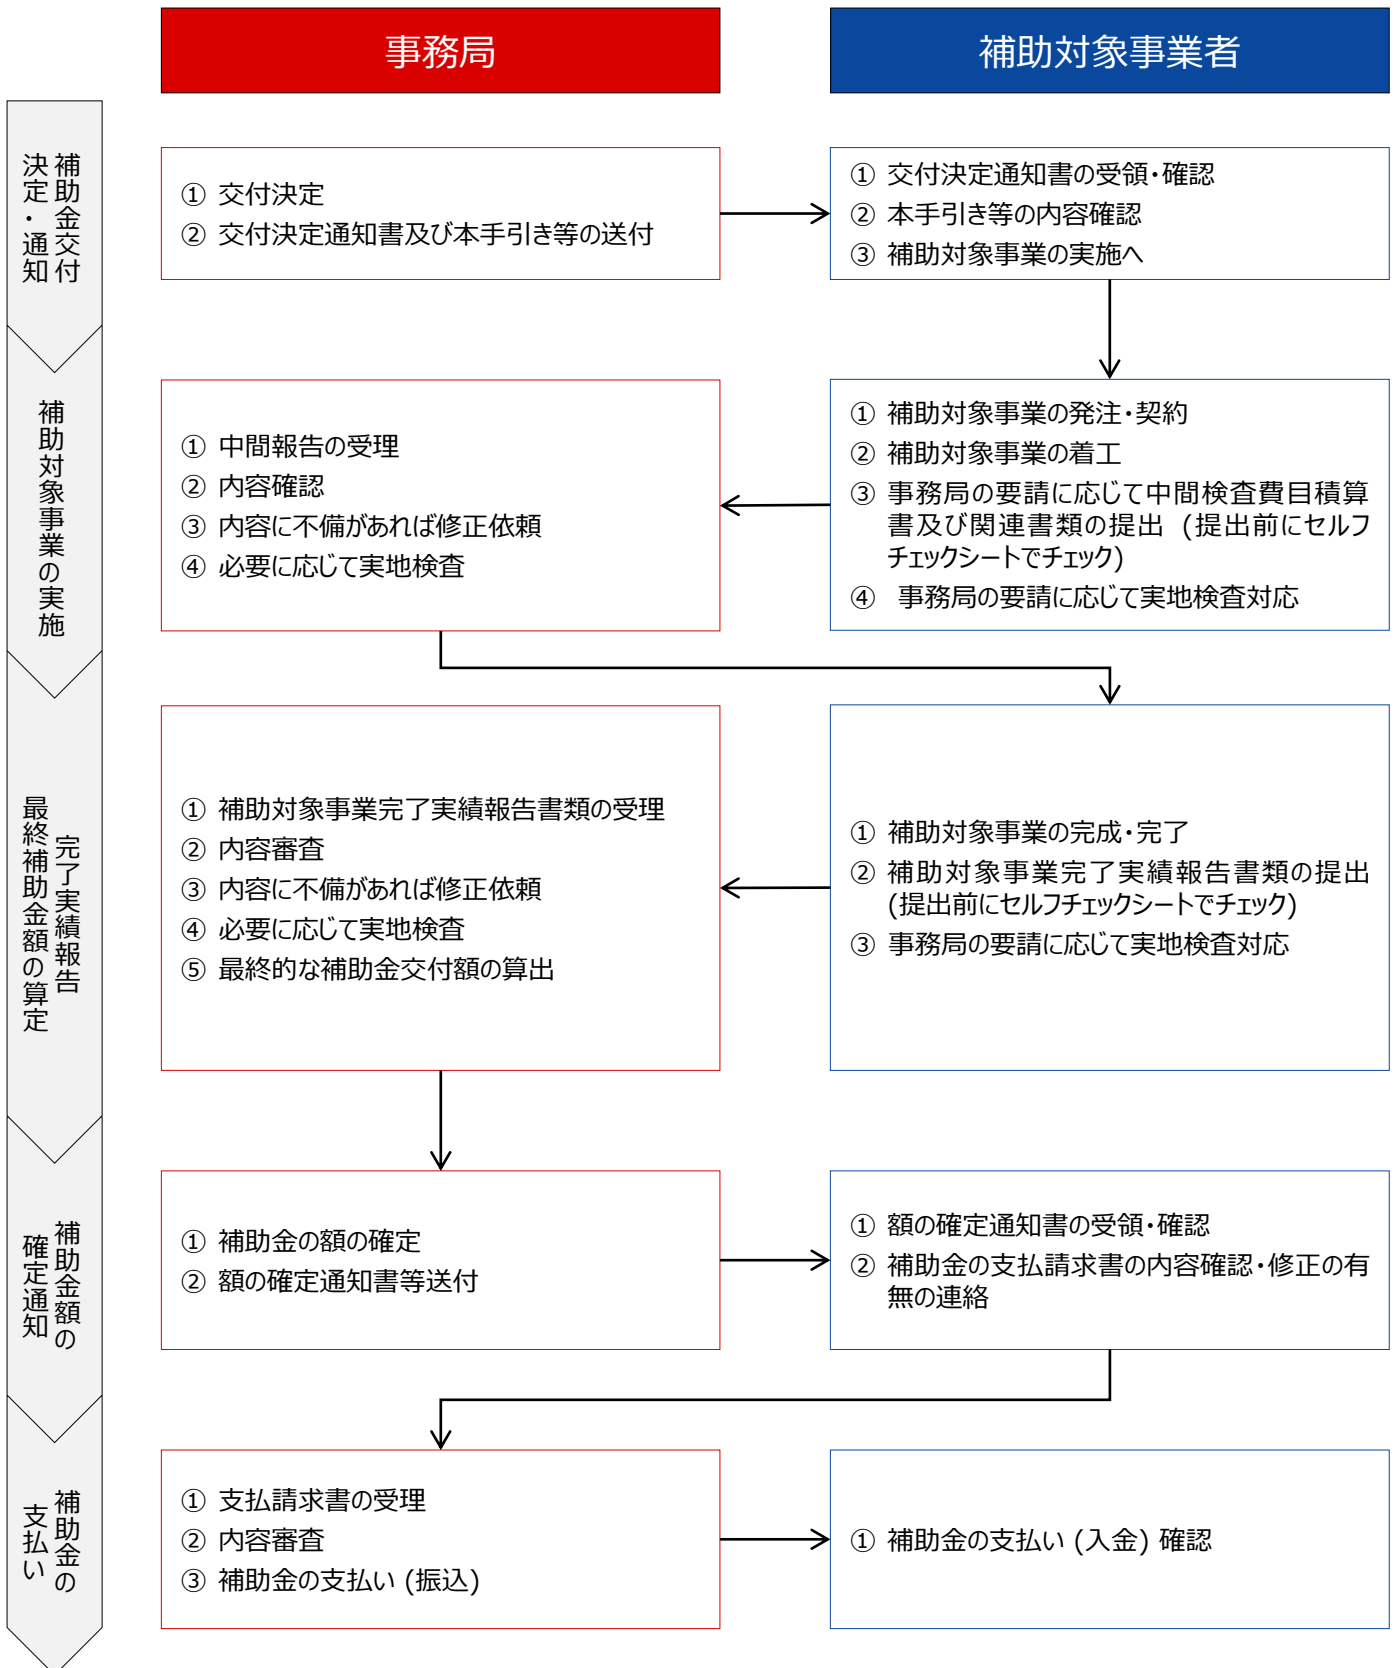 事務局
補助対象事業者
補助金交付
決定・通知
① 交付決定
② 交付決定通知書及び本手引き等の送付
① 交付決定通知書の受領・確認
② 本手引き等の内容確認
③ 補助対象事業の実施へ
補助対象事業の実施
① 中間報告の受理
② 内容確認
③ 内容に不備があれば修正依頼
④ 必要に応じて実地検査
① 補助対象事業の発注・契約
② 補助対象事業の着工
③ 事務局の要請に応じて中間検査費目積算
書及び関連書類の提出 (提出前にセルフ
チェックシートでチェック)
④ 事務局の要請に応じて実地検査対応
完了実績報告
最終補助金額の算定
① 補助対象事業完了実績報告書類の受理
② 内容審査
③ 内容に不備があれば修正依頼
④ 必要に応じて実地検査
⑤ 最終的な補助金交付額の算出
① 補助対象事業の完成・完了
② 補助対象事業完了実績報告書類の提出
(提出前にセルフチェックシートでチェック)
③ 事務局の要請に応じて実地検査対応
補助金額の
確定通知
① 補助金の額の確定
② 額の確定通知書等送付
① 額の確定通知書の受領・確認
② 補助金の支払請求書の内容確認・修正の有
無の連絡
補助金の
支払い
① 支払請求書の受理
② 内容審査
③ 補助金の支払い (振込)
① 補助金の支払い (入金) 確認